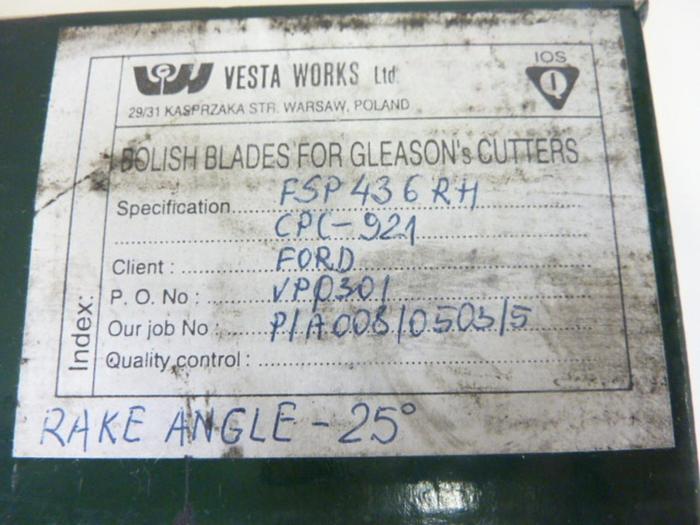 VESTA WORKS Ltd.
IOS
Q
29/31 KASPRZAKA STR. WARSAW, POLAND
POLISH BLADES FOR GLEASON's CUTTERS
Specification FSP 436 RH
CPC-921
Client : FORD
P. O. No : VP0301
Our job No : P/A008/0503/5
Quality control :
Index:
RAKE ANGLE - 25°